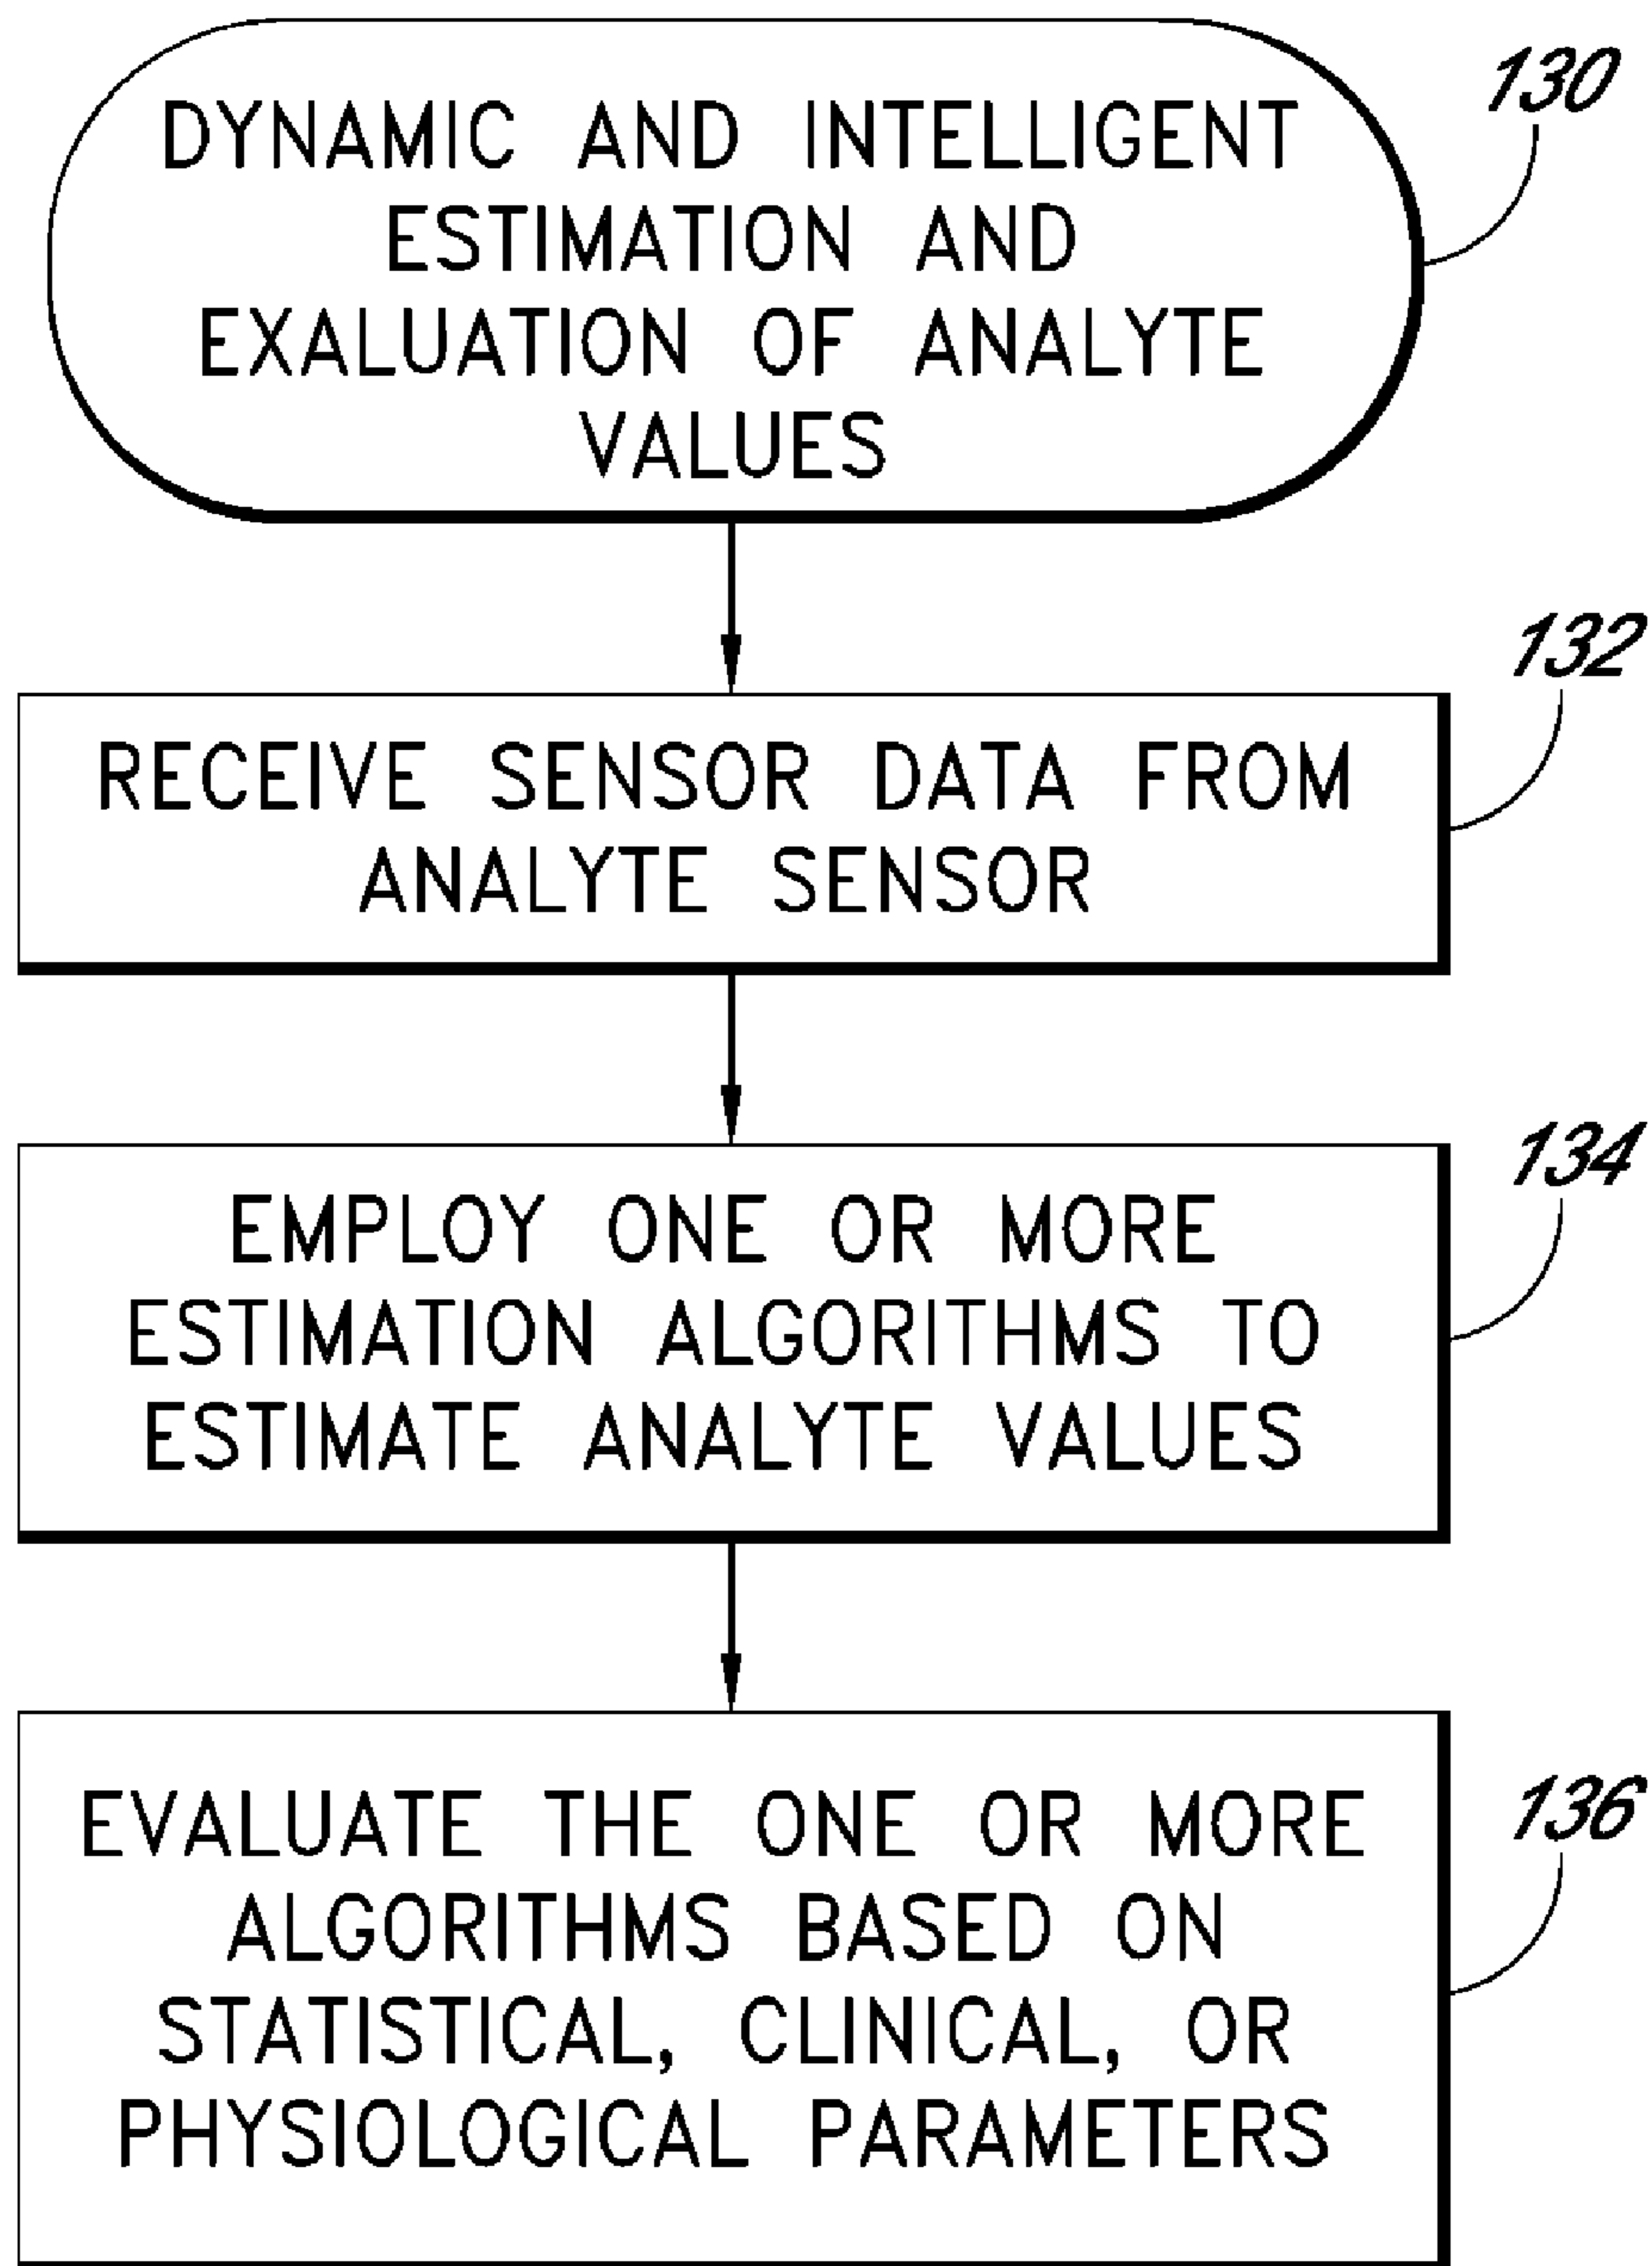 DYNAMIC AND INTELLIGENT
ESTIMATION AND
EXALUATION OF ANALYTE
VALUES
130
RECEIVE SENSOR DATA FROM
ANALYTE SENSOR
132
EMPLOY ONE OR MORE
ESTIMATION ALGORITHMS TO
ESTIMATE ANALYTE VALUES
134
EVALUATE THE ONE OR MORE
ALGORITHMS BASED ON
STATISTICAL, CLINICAL, OR
PHYSIOLOGICAL PARAMETERS
136